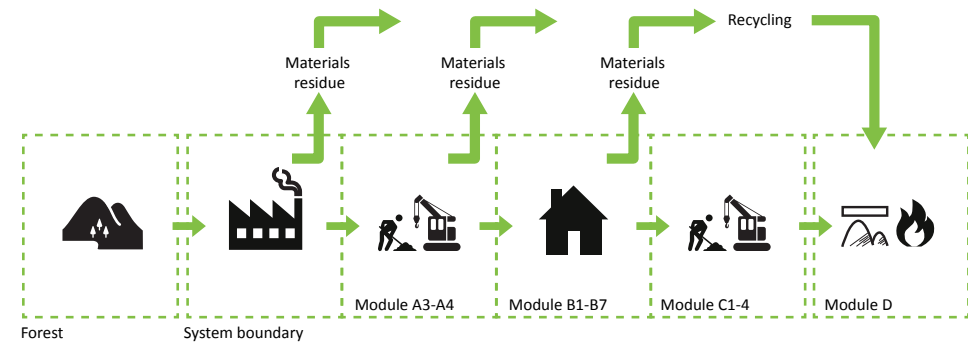 Recycling
Materials
residue
Materials
residue
Materials
residue
Module A3-A4
Module B1-B7
Module C1-4
Module D
Forest
System boundary